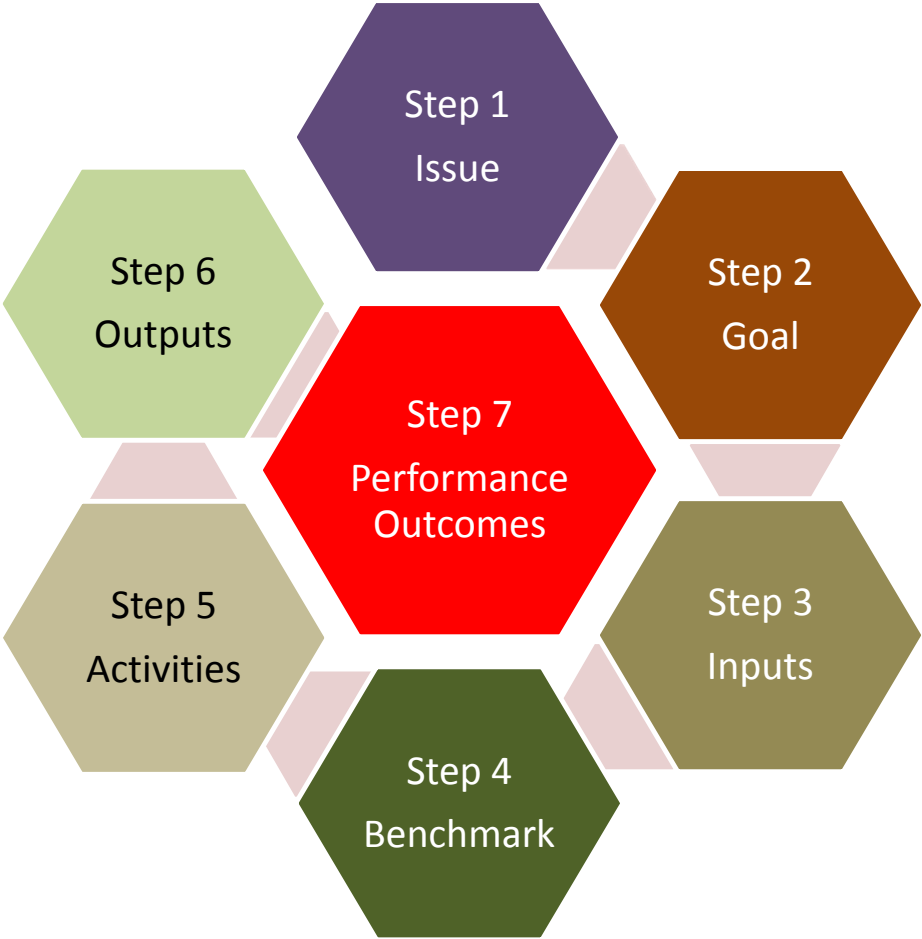 Step 1
Issue
Step 2
Goal
Step 3
Inputs
Step 4
Benchmark
Step 5
Activities
Step 6
Outputs
Step 7
Performance
Outcomes